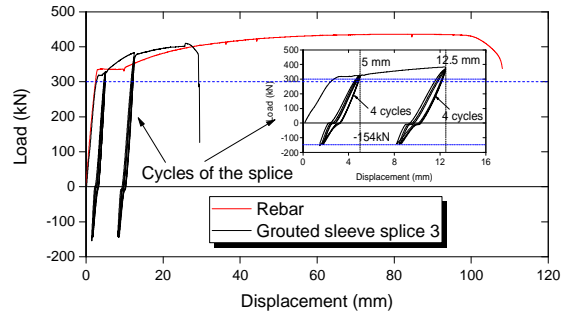 500
400
300
200
100
0
-100
-200
Load (kN)
0 20 40 60 80 100 120
Displacement (mm)
Cycles of the splice
Rebar
Grouted sleeve splice 3
400
300
200
100
0
-100
-200
Load (kN)
0 4 8 12 16
Displacement (mm)
5 mm
12.5 mm
4 cycles
4
cycles
-154kN